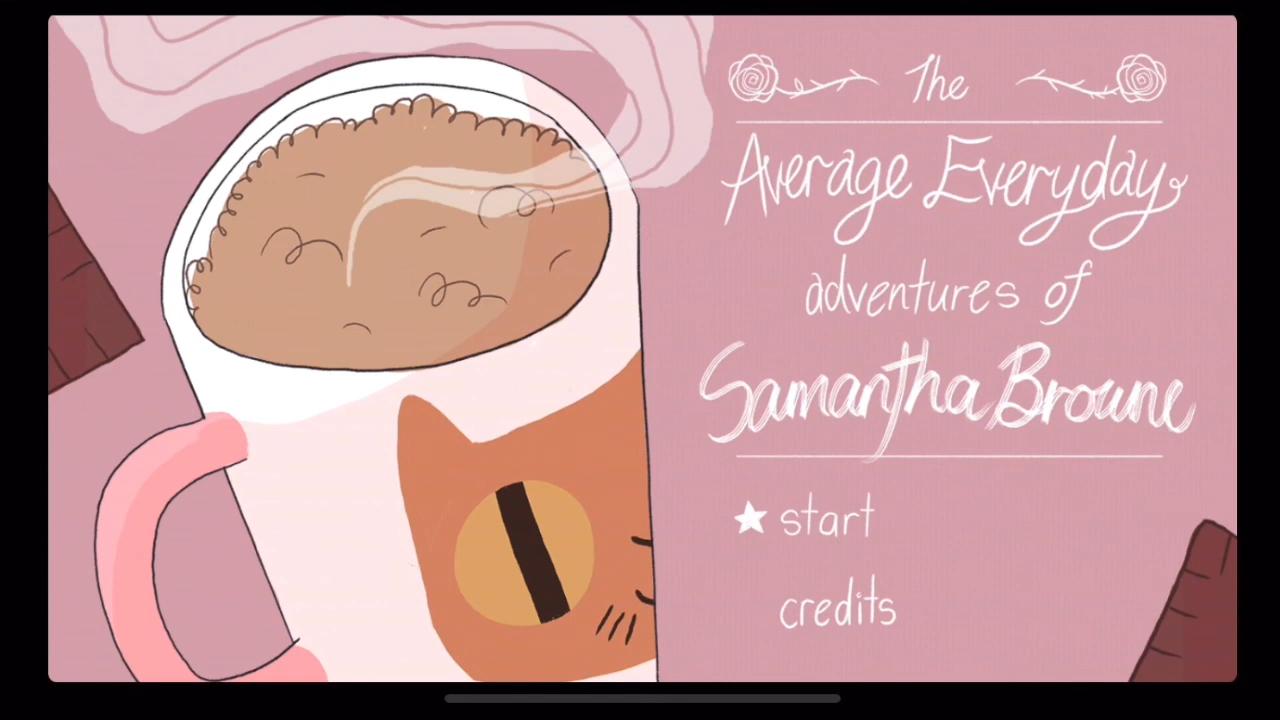 The
Average Everyday
adventures of
Samantha Browne
start
credits